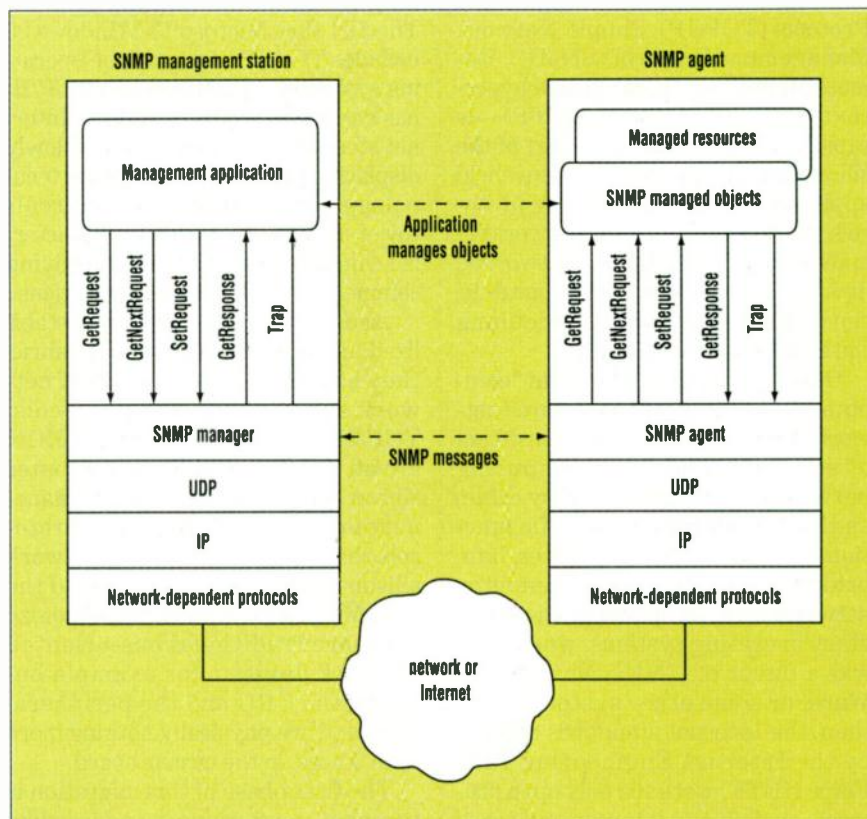 SNMP management station
Management application
GetRequest
GetNextRequest
SetRequest
GetResponse
Trap
SNMP manager
UDP
IP
Network-dependent protocols
Application
manages objects
SNMP messages
network or
Internet
SNMP agent
Managed resources
SNMP managed objects
GetRequest
GetNextRequest
SetRequest
GetResponse
Trap
SNMP agent
UDP
IP
Network-dependent protocols